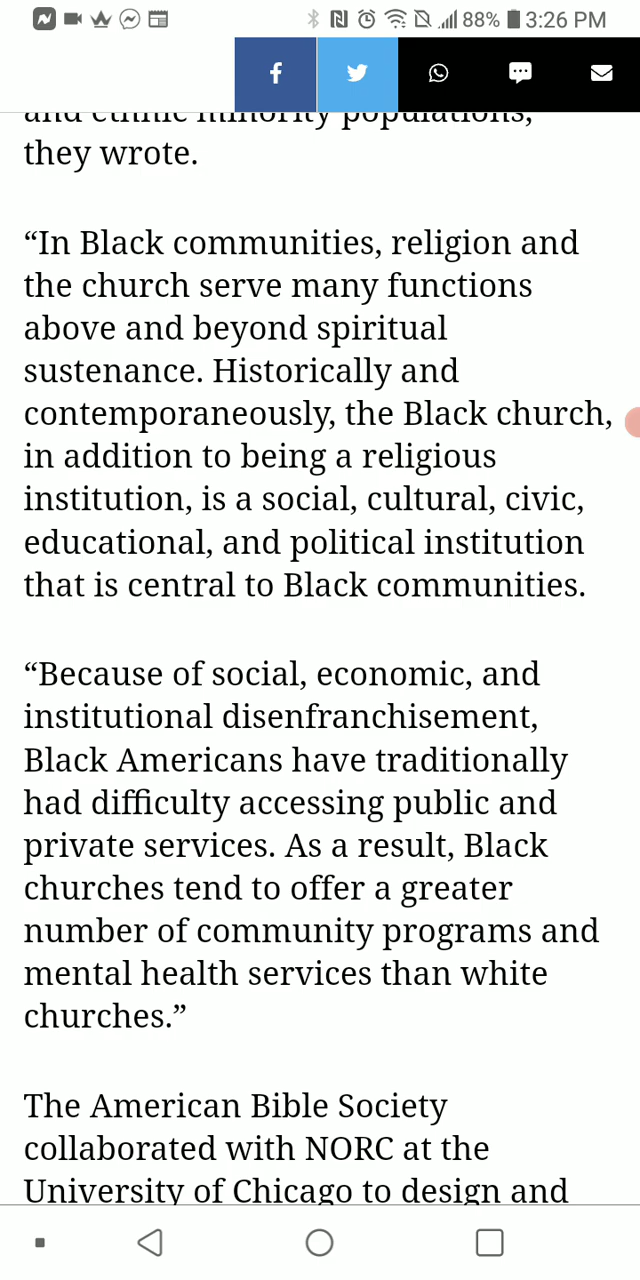 88% 3:26 PM
and ethnic minority populations,
they wrote.
“In Black communities, religion and
the church serve many functions
above and beyond spiritual
sustenance. Historically and
contemporaneously, the Black church,
in addition to being a religious
institution, is a social, cultural, civic,
educational, and political institution
that is central to Black communities.
“Because of social, economic, and
institutional disenfranchisement,
Black Americans have traditionally
had difficulty accessing public and
private services. As a result, Black
churches tend to offer a greater
number of community programs and
mental health services than white
churches.”
The American Bible Society
collaborated with NORC at the
University of Chicago to design and